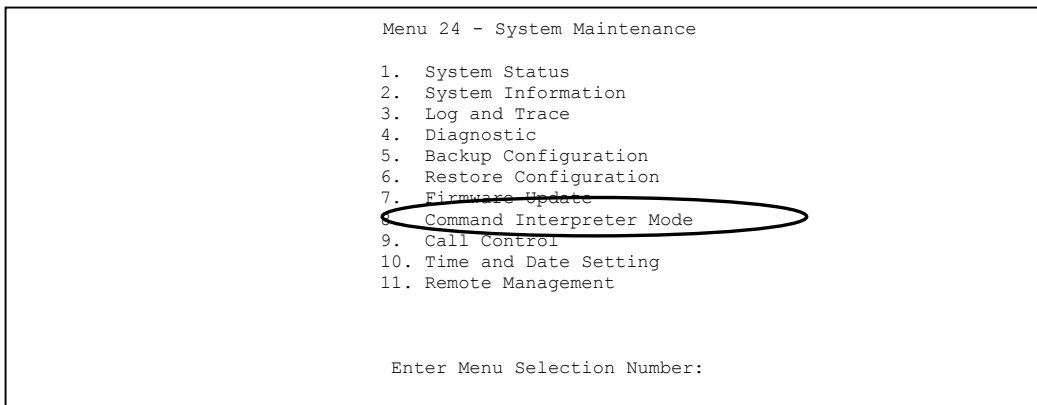 Menu 24 - System Maintenance
1. System Status
2. System Information
3. Log and Trace
4. Diagnostic
5. Backup Configuration
6. Restore Configuration
7. Firmware Update
8. Command Interpreter Mode
9. Call Control
10. Time and Date Setting
11. Remote Management
Enter Menu Selection Number: